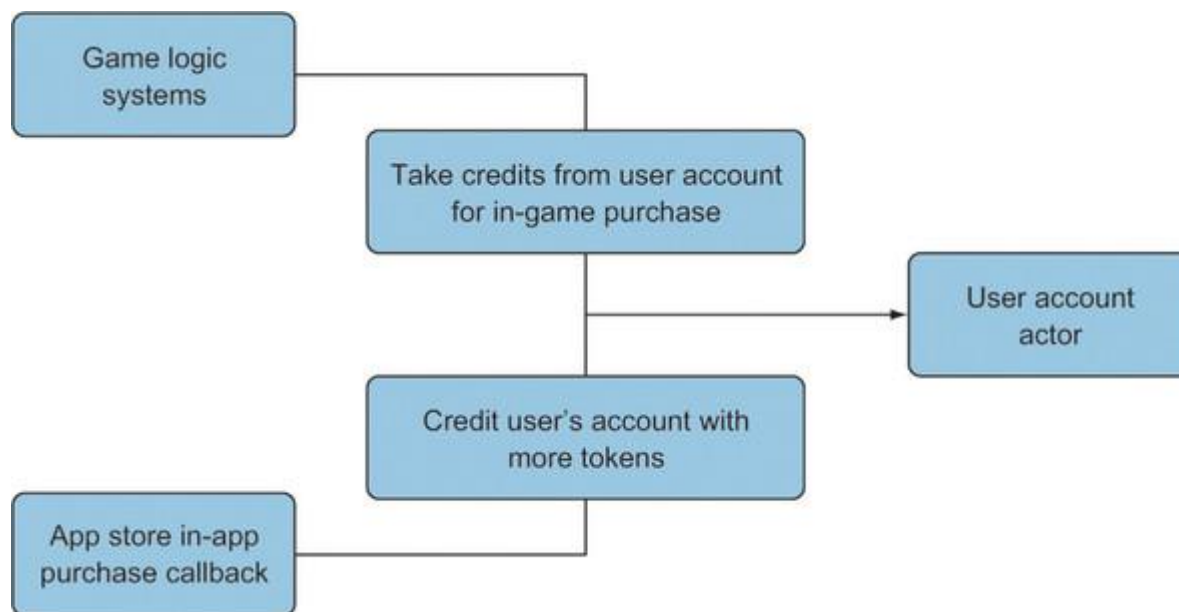 Game logic
systems
Take credits from user account
for in-game purchase
User account
actor
Credit user's account with
more tokens
App store in-app
purchase callback